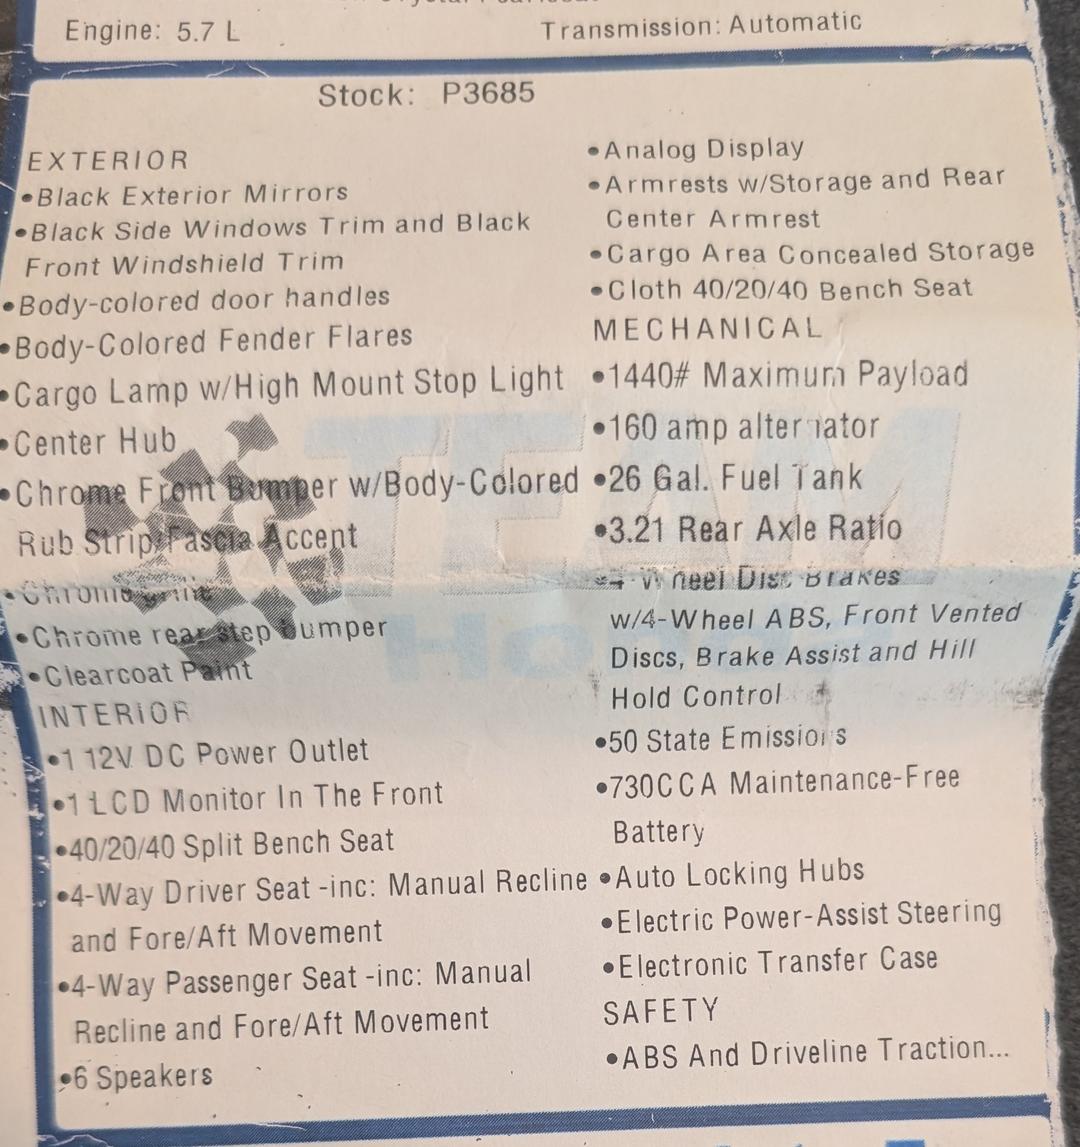 Engine: 5.7 L
Transmission: Automatic
Stock: P3685
EXTERIOR
•Black Exterior Mirrors
•Black Side Windows Trim and Black
Front Windshield Trim
•Body-colored door handles
•Body-Colored Fender Flares
•Cargo Lamp w/High Mount Stop Light
•Center Hub
•Chrome Front Bumper w/Body-Colored
Rub Strip/Fascia Accent
•Chrome Grille
•Chrome rear step bumper
•Clearcoat Paint
INTERIOR
•1 12V DC Power Outlet
•1 LCD Monitor In The Front
•40/20/40 Split Bench Seat
•4-Way Driver Seat -inc: Manual Recline
and Fore/Aft Movement
•4-Way Passenger Seat -inc: Manual
Recline and Fore/Aft Movement
•6 Speakers
•Analog Display
•Armrests w/Storage and Rear
Center Armrest
•Cargo Area Concealed Storage
•Cloth 40/20/40 Bench Seat
MECHANICAL
•1440# Maximum Payload
•160 amp alternator
•26 Gal. Fuel Tank
•3.21 Rear Axle Ratio
•4-Wheel Disc Brakes
w/4-Wheel ABS, Front Vented
Discs, Brake Assist and Hill
Hold Control
•50 State Emissions
•730CCA Maintenance-Free
Battery
•Auto Locking Hubs
•Electric Power-Assist Steering
•Electronic Transfer Case
SAFETY
•ABS And Driveline Traction...
TEAM